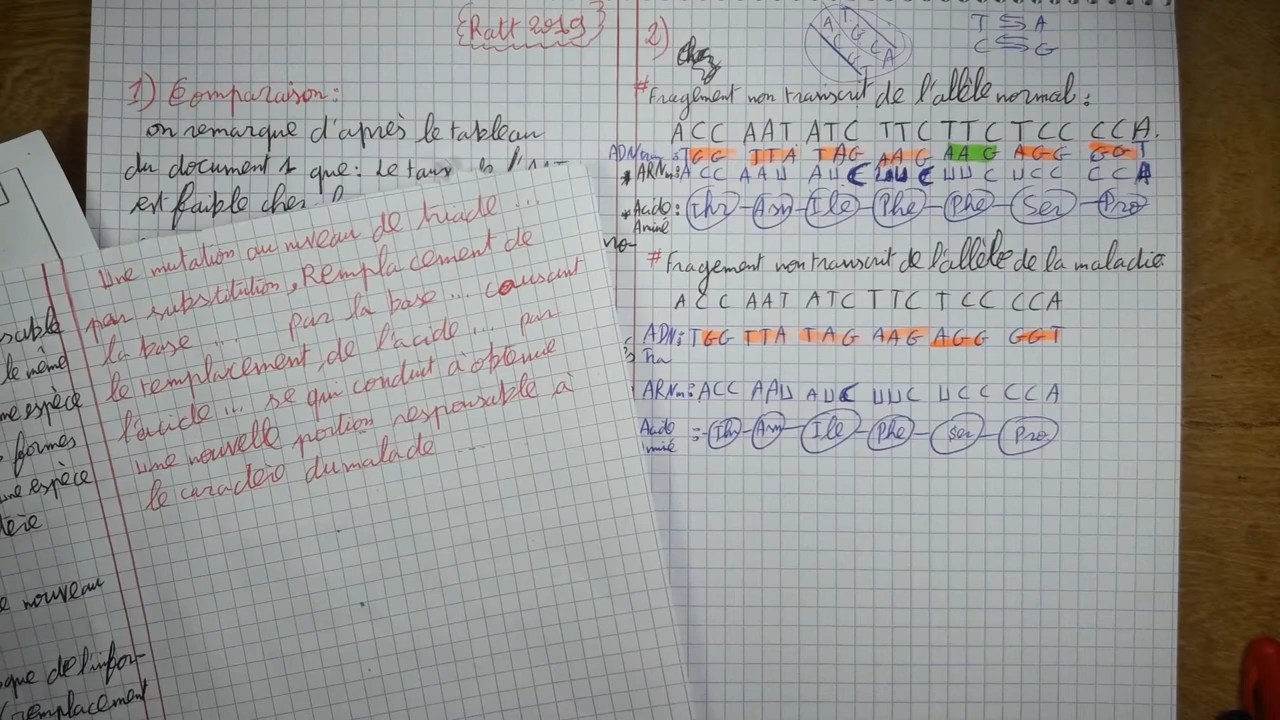 {Ratt 2019}
1) Comparaison:
on remarque d'après le tableau
du document 1 que: le taux
est faible chez
sable
le même
me espèce
formes
une espèce
tère
e nouveau
que de l'infor-
remplacement
Une mutation au niveau de triade ...
par substitution, Remplacement de
la base ... par la base ... causant
le remplacement de l'acide ... par
l'acide ... se qui conduit à obtenue
une nouvelle portion responsable à
le caractère du malade ...
2)
A T
C G
C G
A
T
T ⇆ A
C ⇆ G
# Fragement non transcrit de l'allèle normal:
ACC AAT ATC TTC TTC TCC CCA.
ADN : TGG TTA TAG AAG AAG AGG GGT
* ARNm: ACC AAU AUC UUC UUC UCC CCA
* Acide Aminé : Thr - Asn - Ile - Phe - Phe - Ser - Pro
# Fragement non transcrit de l'allèle de la maladie
ACC AAT ATC TTC TCC CCA
ADN: TGG TTA TAG AAG AGG GGT
Tra
ARNm: ACC AAU AUC UUC UCC CCA
Acide : Thr - Asn - Ile - Phe - Ser - Pro